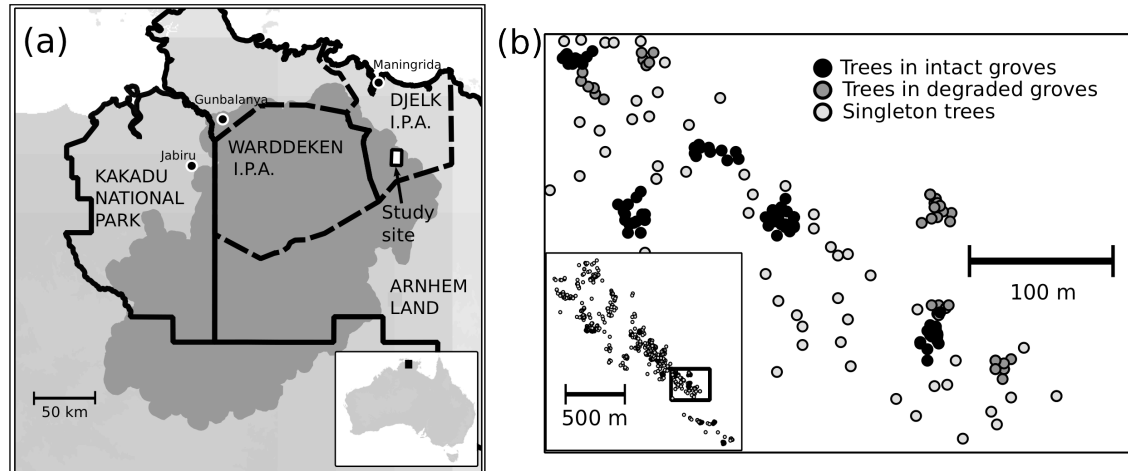 (a)
Maningrida
Gunbalanya
DJELK
I.P.A.
WARDDEKEN
I.P.A.
Jabiru
KAKADU
NATIONAL
PARK
Study
site
ARNHEM
LAND
50 km
(b)
Trees in intact groves
Trees in degraded groves
Singleton trees
100 m
500 m